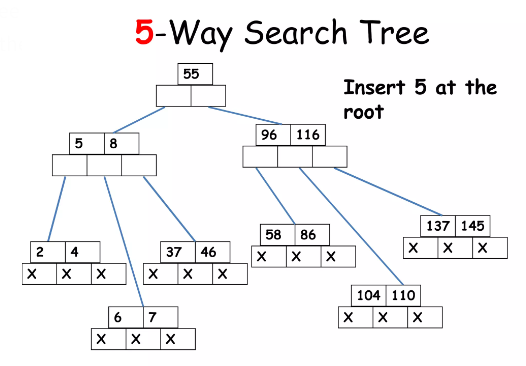 5-Way Search Tree
55
Insert 5 at the
root
5 8
96 116
58 86
X X X
137 145
X X X
2 4
X X X
37 46
X X X
104 110
X X X
6 7
X X X